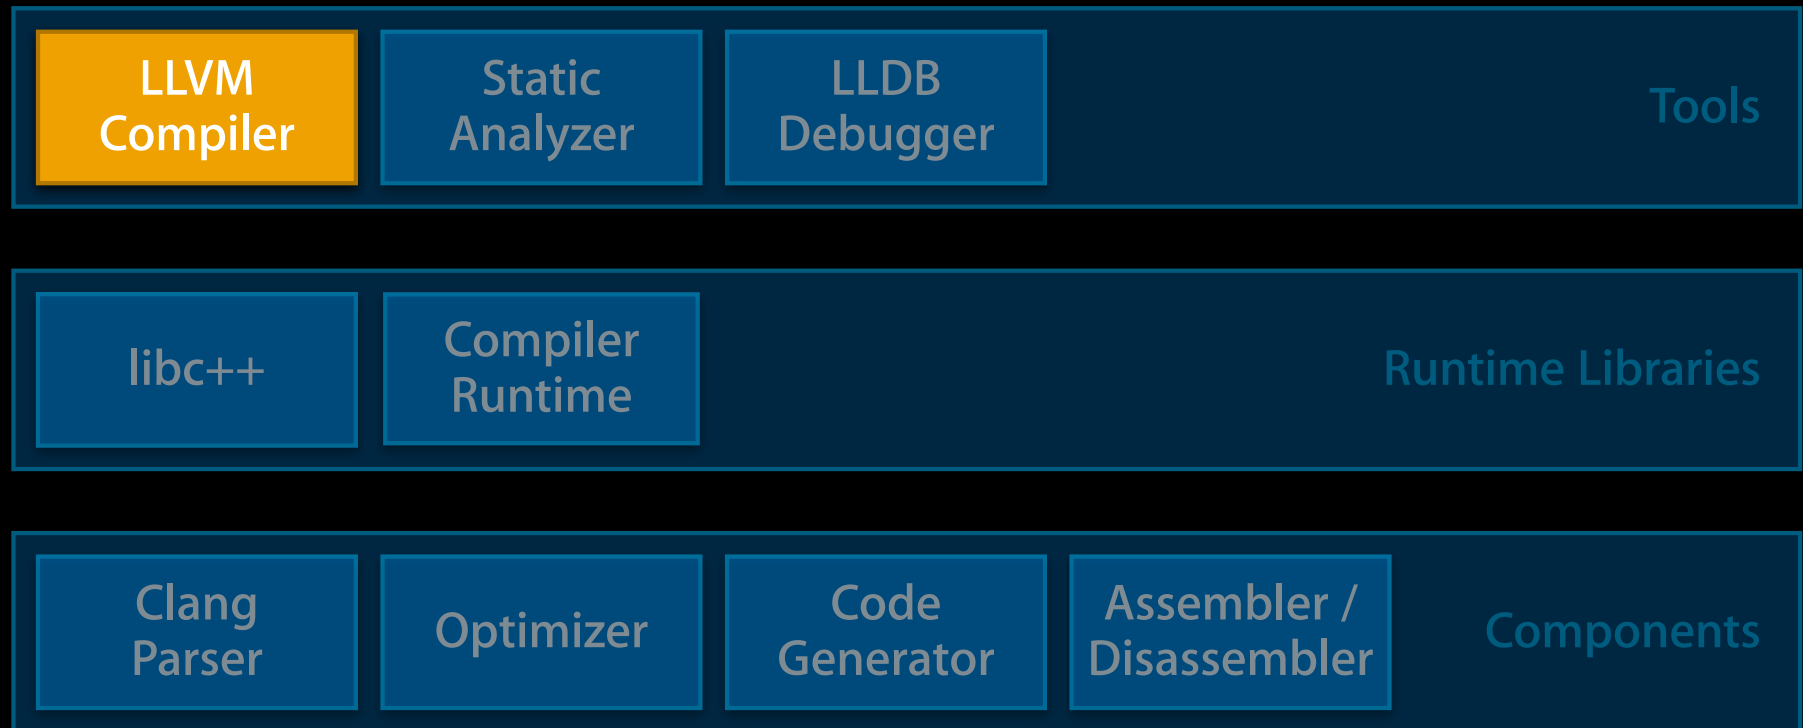 LLVM
Compiler
Static
Analyzer
LLDB
Debugger
Tools
libc++
Compiler
Runtime
Runtime Libraries
Clang
Parser
Optimizer
Code
Generator
Assembler /
Disassembler
Components